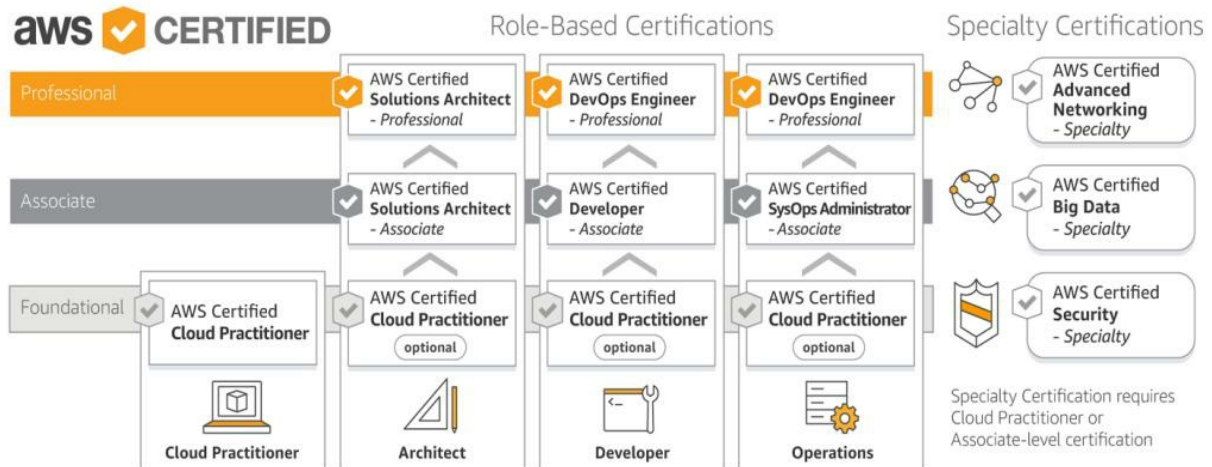 aws CERTIFIED
Role-Based Certifications
Specialty Certifications
Professional
AWS Certified
Solutions Architect
- Professional
AWS Certified
DevOps Engineer
- Professional
AWS Certified
DevOps Engineer
- Professional
AWS Certified
Advanced
Networking
- Specialty
Associate
AWS Certified
Solutions Architect
- Associate
AWS Certified
Developer
- Associate
AWS Certified
SysOps Administrator
- Associate
AWS Certified
Big Data
- Specialty
Foundational
AWS Certified
Cloud Practitioner
AWS Certified
Cloud Practitioner
optional
AWS Certified
Cloud Practitioner
optional
AWS Certified
Cloud Practitioner
optional
AWS Certified
Security
- Specialty
Cloud Practitioner
Architect
Developer
Operations
Specialty Certification requires
Cloud Practitioner or
Associate-level certification